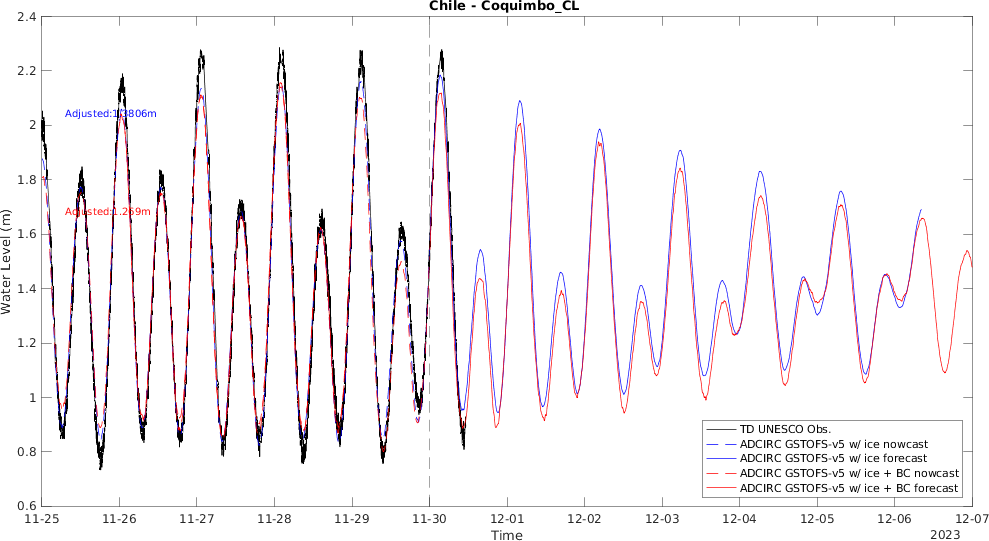 Chile - Coquimbo_CL
Water Level (m)
2.4
2.2
2
1.8
1.6
1.4
1.2
1
0.8
0.6
Adjusted:1.3806m
Adjusted:1.259m
TD UNESCO Obs.
ADCIRC GSTOFS-v5 w/ ice nowcast
ADCIRC GSTOFS-v5 w/ ice forecast
ADCIRC GSTOFS-v5 w/ ice + BC nowcast
ADCIRC GSTOFS-v5 w/ ice + BC forecast
11-25 11-26 11-27 11-28 11-29 11-30 12-01 12-02 12-03 12-04 12-05 12-06 12-07
Time
2023